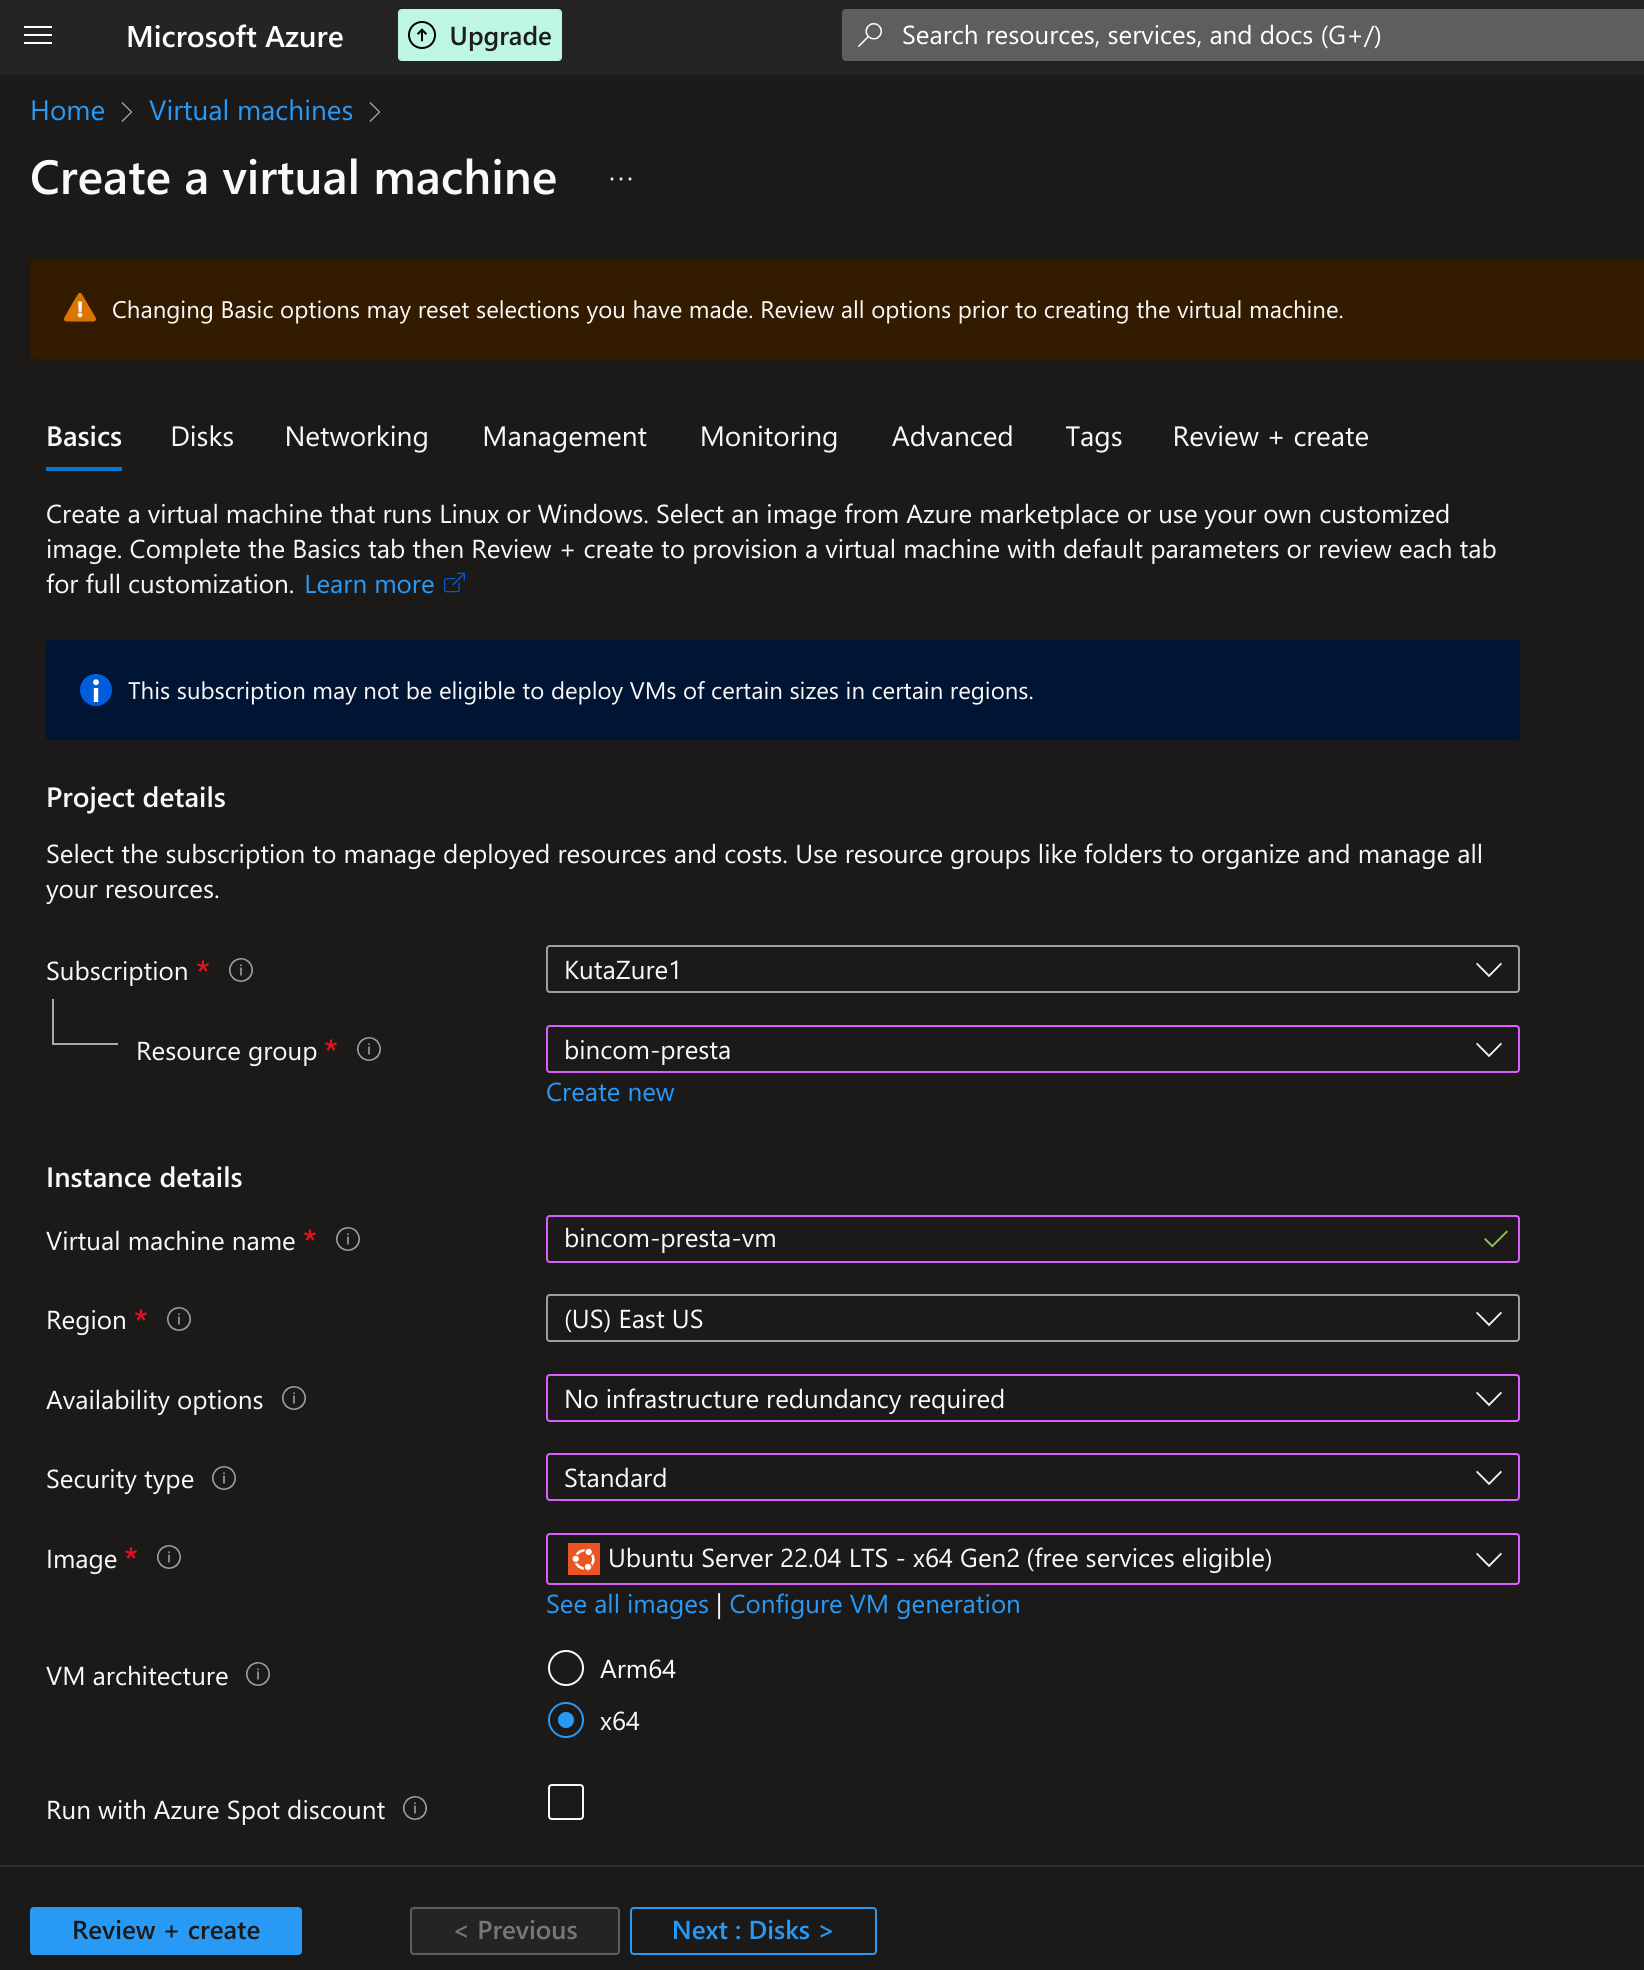 Microsoft Azure
Upgrade
Search resources, services, and docs (G+/)
Home > Virtual machines >
Create a virtual machine ...
Changing Basic options may reset selections you have made. Review all options prior to creating the virtual machine.
Basics Disks Networking Management Monitoring Advanced Tags Review + create
Create a virtual machine that runs Linux or Windows. Select an image from Azure marketplace or use your own customized
image. Complete the Basics tab then Review + create to provision a virtual machine with default parameters or review each tab
for full customization. Learn more
This subscription may not be eligible to deploy VMs of certain sizes in certain regions.
Project details
Select the subscription to manage deployed resources and costs. Use resource groups like folders to organize and manage all
your resources.
Subscription * KutaZure1
Resource group * bincom-presta
Create new
Instance details
Virtual machine name * bincom-presta-vm
Region * (US) East US
Availability options No infrastructure redundancy required
Security type Standard
Image * Ubuntu Server 22.04 LTS - x64 Gen2 (free services eligible)
See all images | Configure VM generation
VM architecture
Arm64
x64
Run with Azure Spot discount
Review + create
< Previous
Next : Disks >